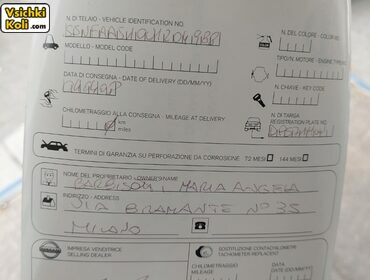 Vsichki
Koli.com
N. DI TELAIO - VEHICLE IDENTIFICATION NO.
N. DEL COLORE - COLOR NO.
MODELLO - MODEL CODE
TIPO/N. MOTORE - ENGINE TYPE/NO.
DATA DI CONSEGNA - DATE OF DELIVERY (DD/MM/YY)
N. CHIAVE - KEY CODE
CHILOMETRAGGIO ALLA CONSEGNA - MILEAGE AT DELIVERY
km
miles
N. DI TARGA
REGISTRATION PLATE NO.
TERMINI DI GARANZIA SU PERFORAZIONE DA CORROSIONE: 72 MESI 144 MESI
NOME DEL PROPRIETARIO - OWNER'S NAME
MARIA ANGELA
INDIRIZZO - ADDRESS
VIA BRAMANTE N° 35
MILANO
NISSAN
IMPRESA VENDITRICE
SELLING DEALER
SOSTITUZIONE CONTACHILOMETRI
TACHOMETER REPLACEMENT
CHILOMETRAGGIO
MILEAGE
DATA
DATE (DD/MM/YY)